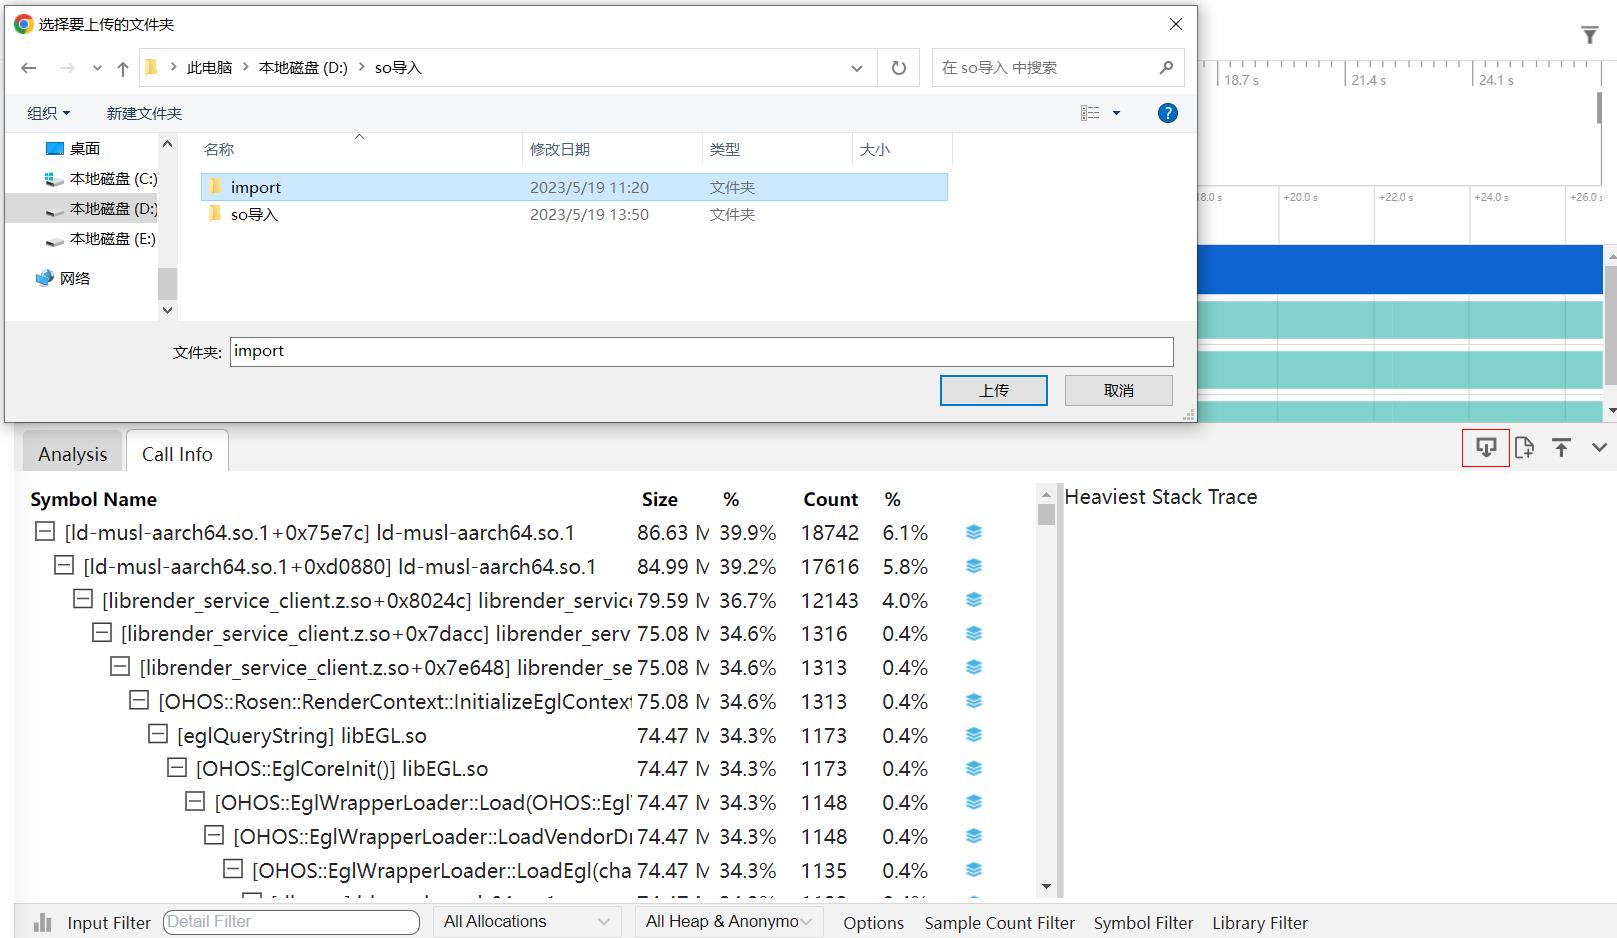 选择要上传的文件夹
此电脑 本地磁盘 (D:) so导入
在 so导入 中搜索
组织 新建文件夹
桌面
本地磁盘 (C:)
本地磁盘 (D:)
本地磁盘 (E:)
网络
名称 修改日期 类型 大小
import 2023/5/19 11:20 文件夹
so导入 2023/5/19 13:50 文件夹
文件夹: import
上传 取消
18.7 s 21.4 s 24.1 s
+20.0 s +22.0 s +24.0 s +26.0 s
Analysis Call Info
Symbol Name Size % Count %
[ld-musl-aarch64.so.1+0x75e7c] ld-musl-aarch64.so.1 86.63 M 39.9% 18742 6.1%
[ld-musl-aarch64.so.1+0xd0880] ld-musl-aarch64.so.1 84.99 M 39.2% 17616 5.8%
[librender_service_client.z.so+0x8024c] librender_service 79.59 M 36.7% 12143 4.0%
[librender_service_client.z.so+0x7dacc] librender_serv 75.08 M 34.6% 1316 0.4%
[librender_service_client.z.so+0x7e648] librender_se 75.08 M 34.6% 1313 0.4%
[OHOS::Rosen::RenderContext::InitializeEglContext 75.08 M 34.6% 1313 0.4%
[eglQueryString] libEGL.so 74.47 M 34.3% 1173 0.4%
[OHOS::EglCoreInit()] libEGL.so 74.47 M 34.3% 1173 0.4%
[OHOS::EglWrapperLoader::Load(OHOS::Egl 74.47 M 34.3% 1148 0.4%
[OHOS::EglWrapperLoader::LoadVendorDr 74.47 M 34.3% 1148 0.4%
[OHOS::EglWrapperLoader::LoadEgl(cha 74.47 M 34.3% 1135 0.4%
Heaviest Stack Trace
Input Filter Detail Filter All Allocations All Heap & Anonymo Options Sample Count Filter Symbol Filter Library Filter